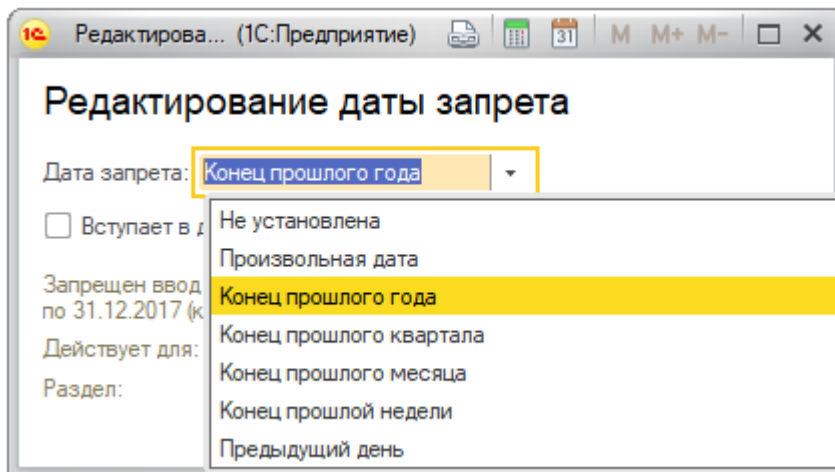 1С Редактирова... (1С:Предприятие) 31 M M+ M-
Редактирование даты запрета
Дата запрета: Конец прошлого года
Вступает в д
Не установлена
Произвольная дата
Запрещен ввод
Конец прошлого года
по 31.12.2017 (к
Конец прошлого квартала
Действует для:
Конец прошлого месяца
Раздел:
Конец прошлой недели
Предыдущий день